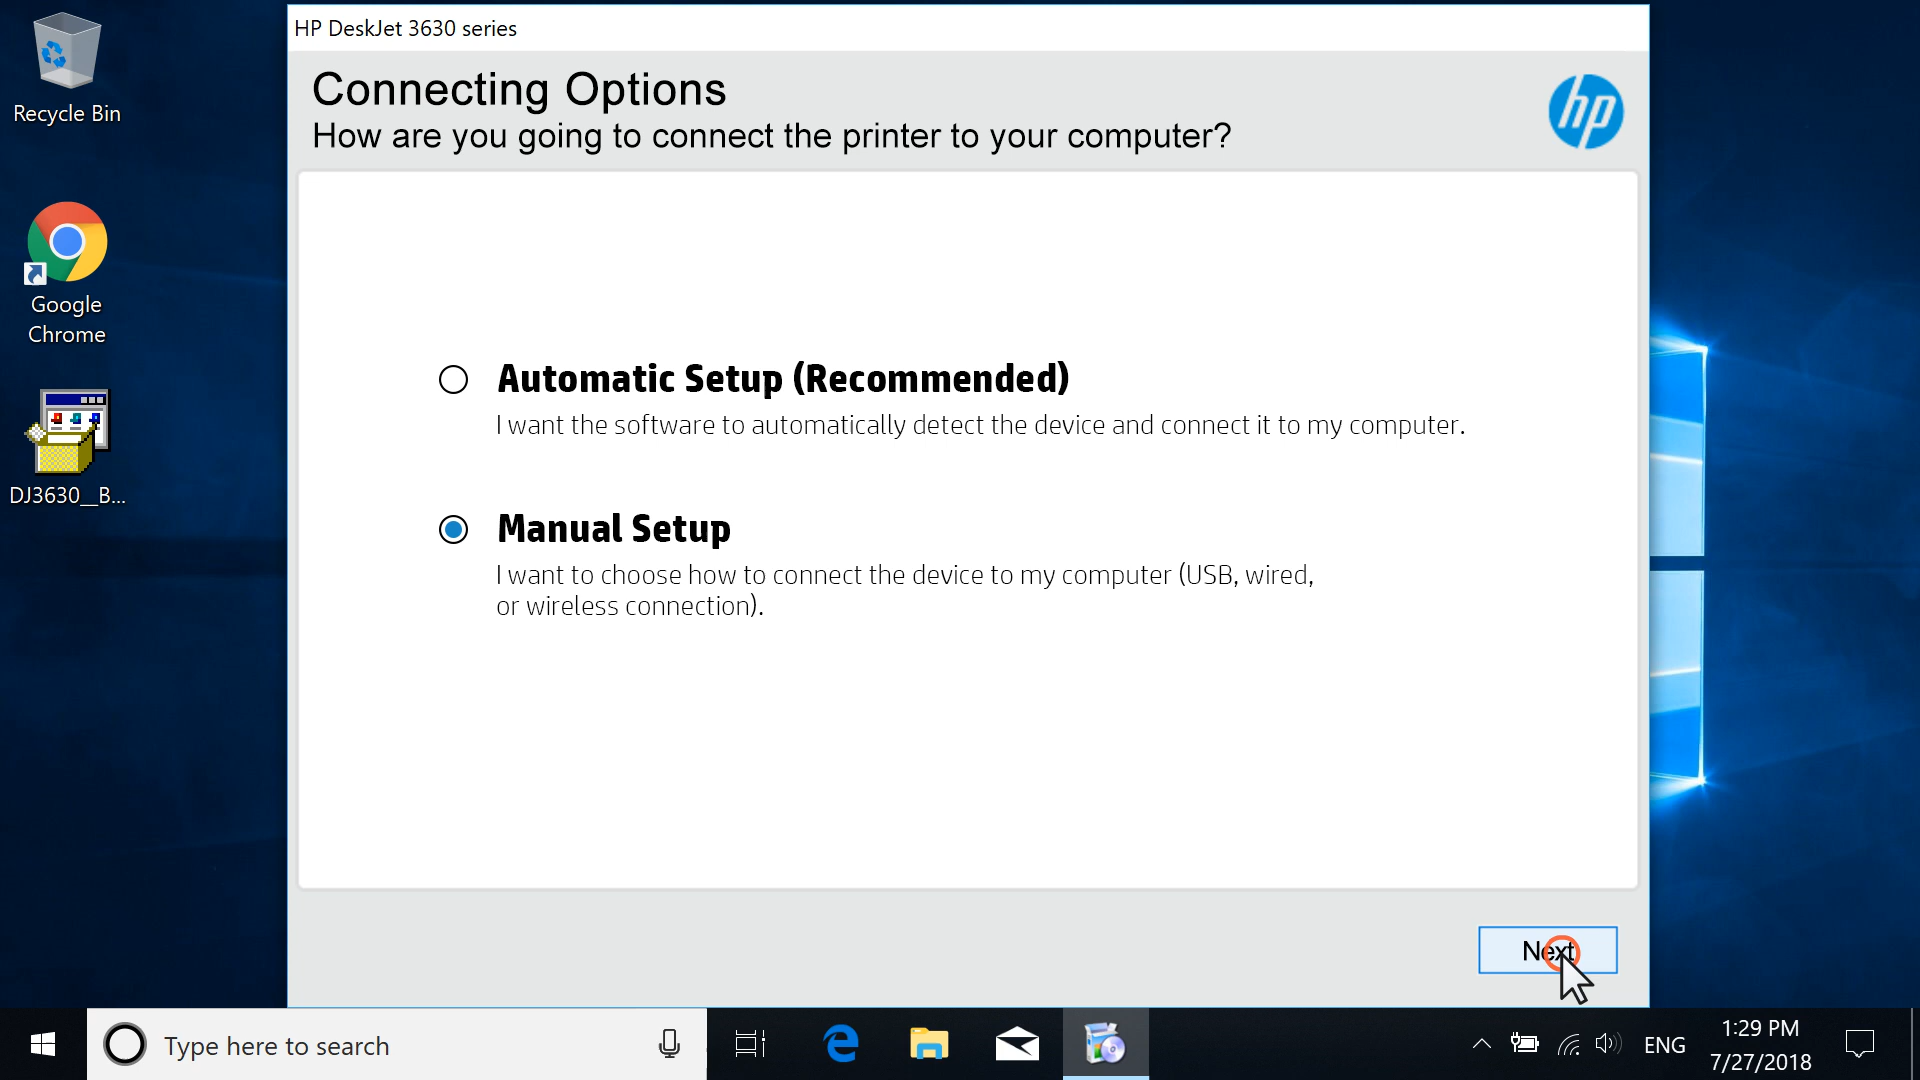 HP DeskJet 3630 series
Connecting Options
How are you going to connect the printer to your computer?
hp
Automatic Setup (Recommended)
I want the software to automatically detect the device and connect it to my computer.
Manual Setup
I want to choose how to connect the device to my computer (USB, wired,
or wireless connection).
Next
Recycle Bin
Google
Chrome
DJ3630__B...
Type here to search
ENG
1:29 PM
7/27/2018